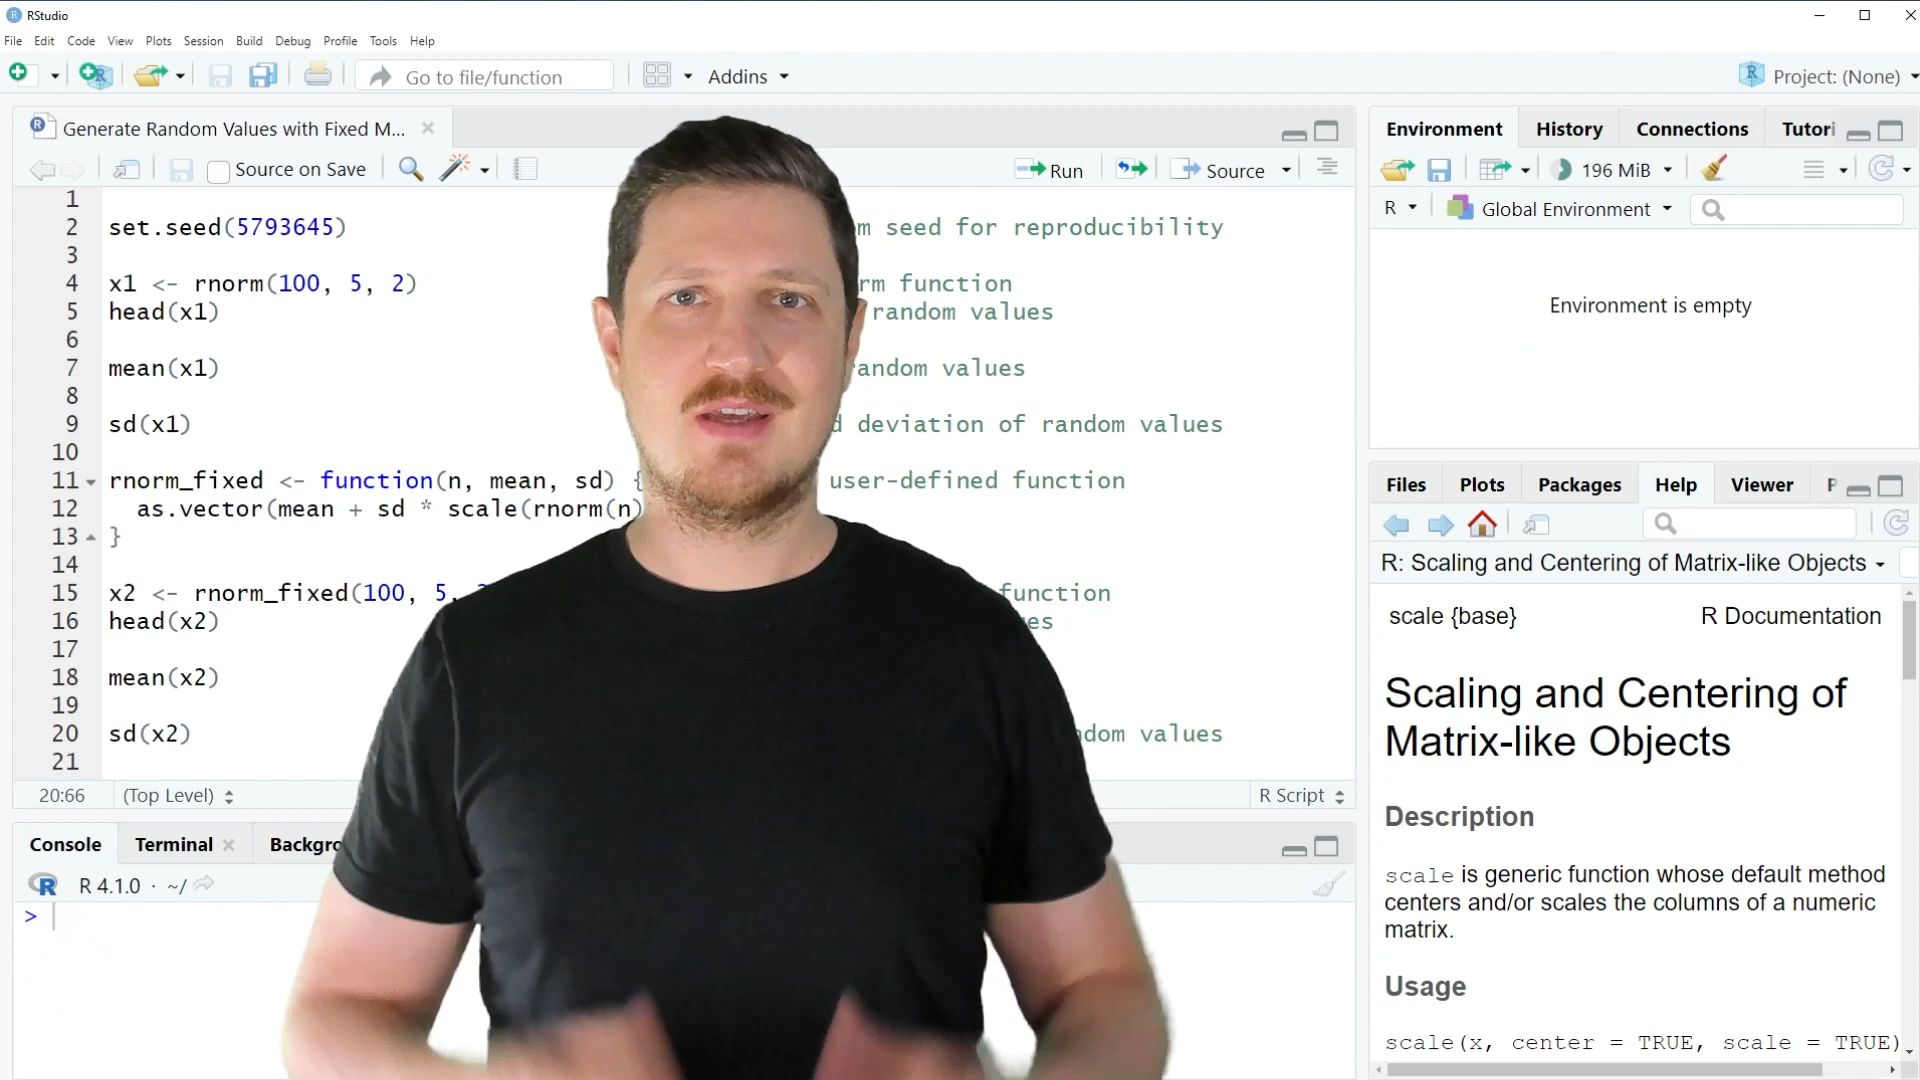 RStudio
File Edit Code View Plots Session Build Debug Profile Tools Help
Go to file/function Addins Project: (None)
Generate Random Values with Fixed M...
Source on Save Run Source
1
2 set.seed(5793645) seed for reproducibility
3
4 x1 <- rnorm(100, 5, 2) function
5 head(x1) random values
6
7 mean(x1) random values
8
9 sd(x1) deviation of random values
10
11 rnorm_fixed <- function(n, mean, sd) { user-defined function
12 as.vector(mean + sd * scale(rnorm(n)
13 }
14
15 x2 <- rnorm_fixed(100, 5, function
16 head(x2)
17
18 mean(x2)
19
20 sd(x2) values
21
20:66 (Top Level) R Script
Console Terminal
R 4.1.0 · ~/
>
Environment History Connections
196 MiB
R Global Environment
Environment is empty
Files Plots Packages Help Viewer
R: Scaling and Centering of Matrix-like Objects
scale {base} R Documentation
Scaling and Centering of
Matrix-like Objects
Description
scale is generic function whose default method
centers and/or scales the columns of a numeric
matrix.
Usage
scale(x, center = TRUE, scale = TRUE)